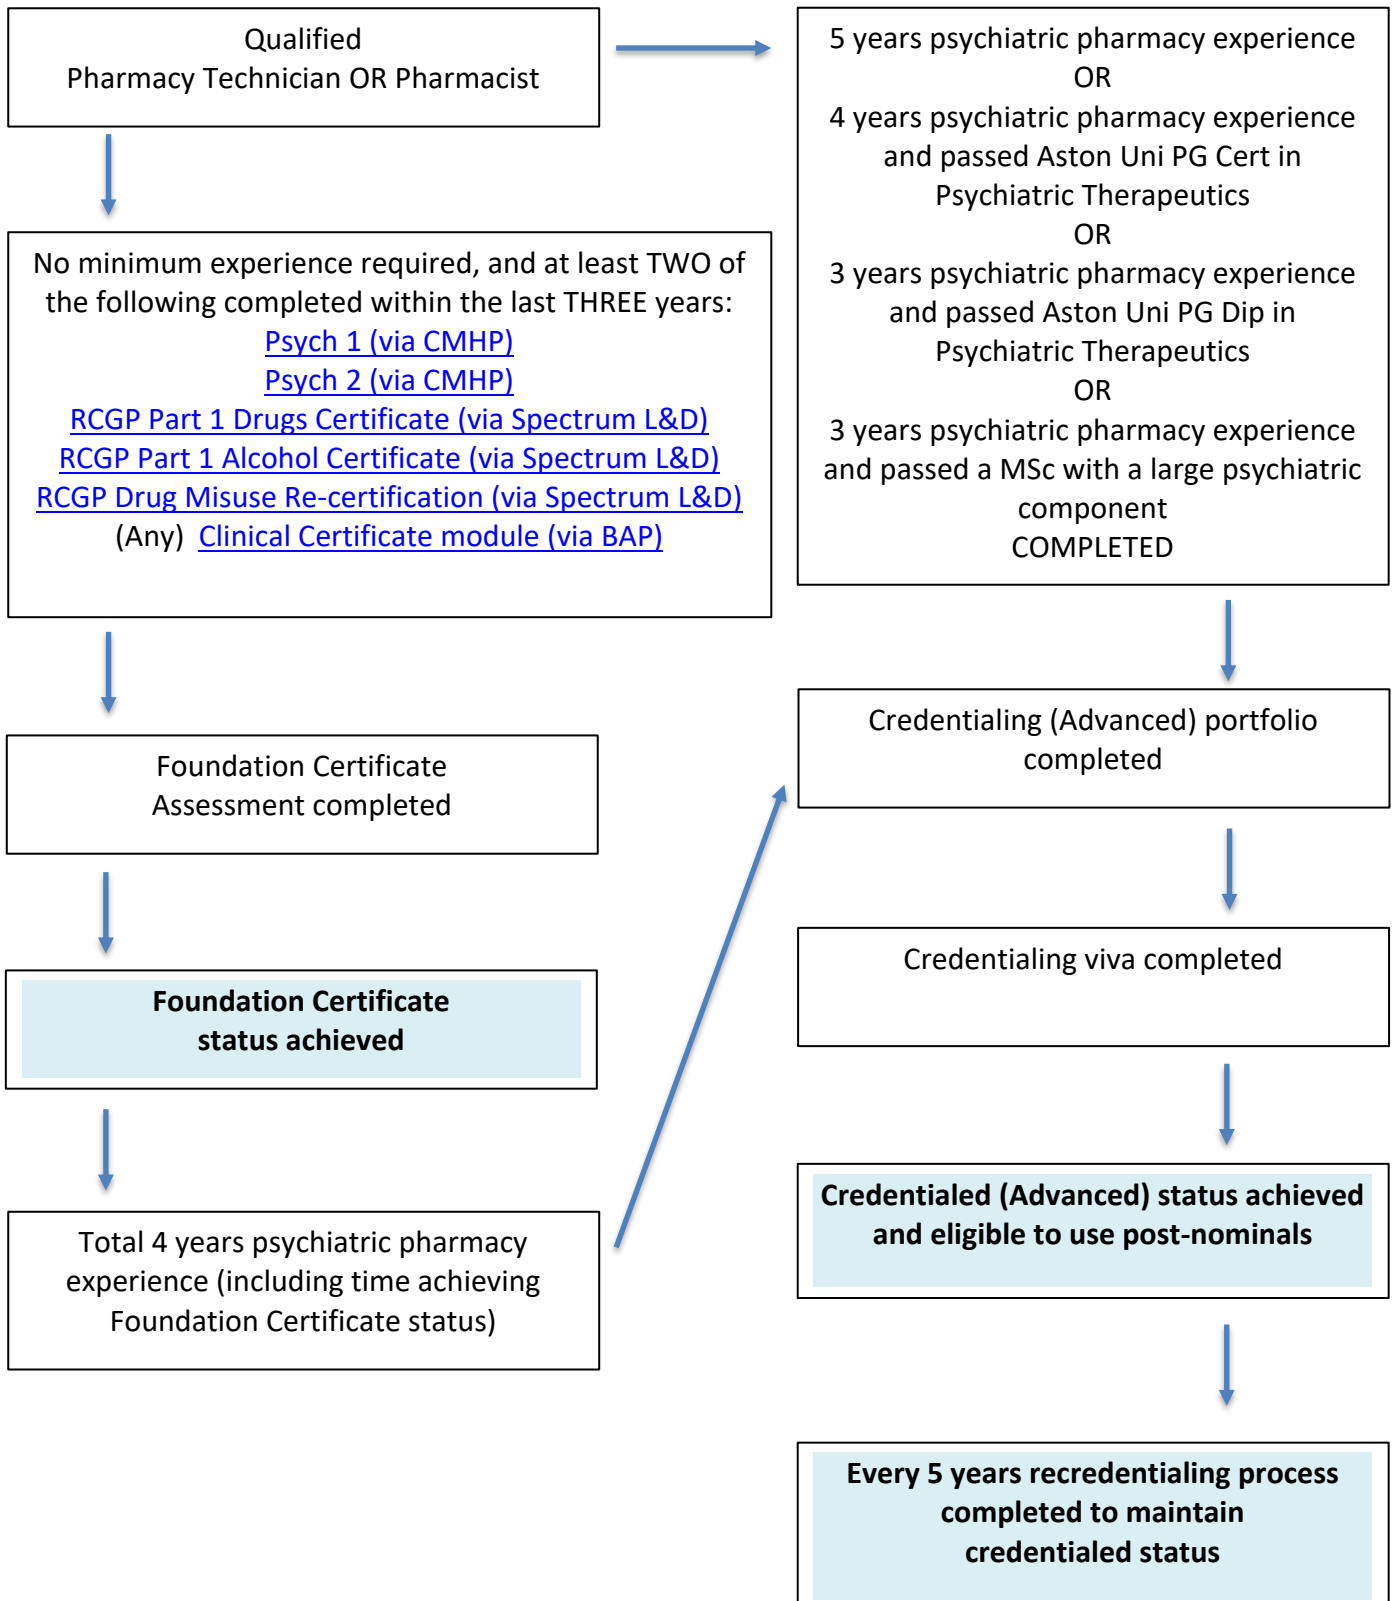 Qualified
Pharmacy Technician OR Pharmacist
No minimum experience required, and at least TWO of
the following completed within the last THREE years:
Psych 1 (via CMHP)
Psych 2 (via CMHP)
RCGP Part 1 Drugs Certificate (via Spectrum L&D)
RCGP Part 1 Alcohol Certificate (via Spectrum L&D)
RCGP Drug Misuse Re-certification (via Spectrum L&D)
(Any) Clinical Certificate module (via BAP)
Foundation Certificate
Assessment completed
Foundation Certificate
status achieved
Total 4 years psychiatric pharmacy
experience (including time achieving
Foundation Certificate status)
5 years psychiatric pharmacy experience
OR
4 years psychiatric pharmacy experience
and passed Aston Uni PG Cert in
Psychiatric Therapeutics
OR
3 years psychiatric pharmacy experience
and passed Aston Uni PG Dip in
Psychiatric Therapeutics
OR
3 years psychiatric pharmacy experience
and passed a MSc with a large psychiatric
component
COMPLETED
Credentialing (Advanced) portfolio
completed
Credentialing viva completed
Credentialed (Advanced) status achieved
and eligible to use post-nominals
Every 5 years recredentialing process
completed to maintain
credentialed status